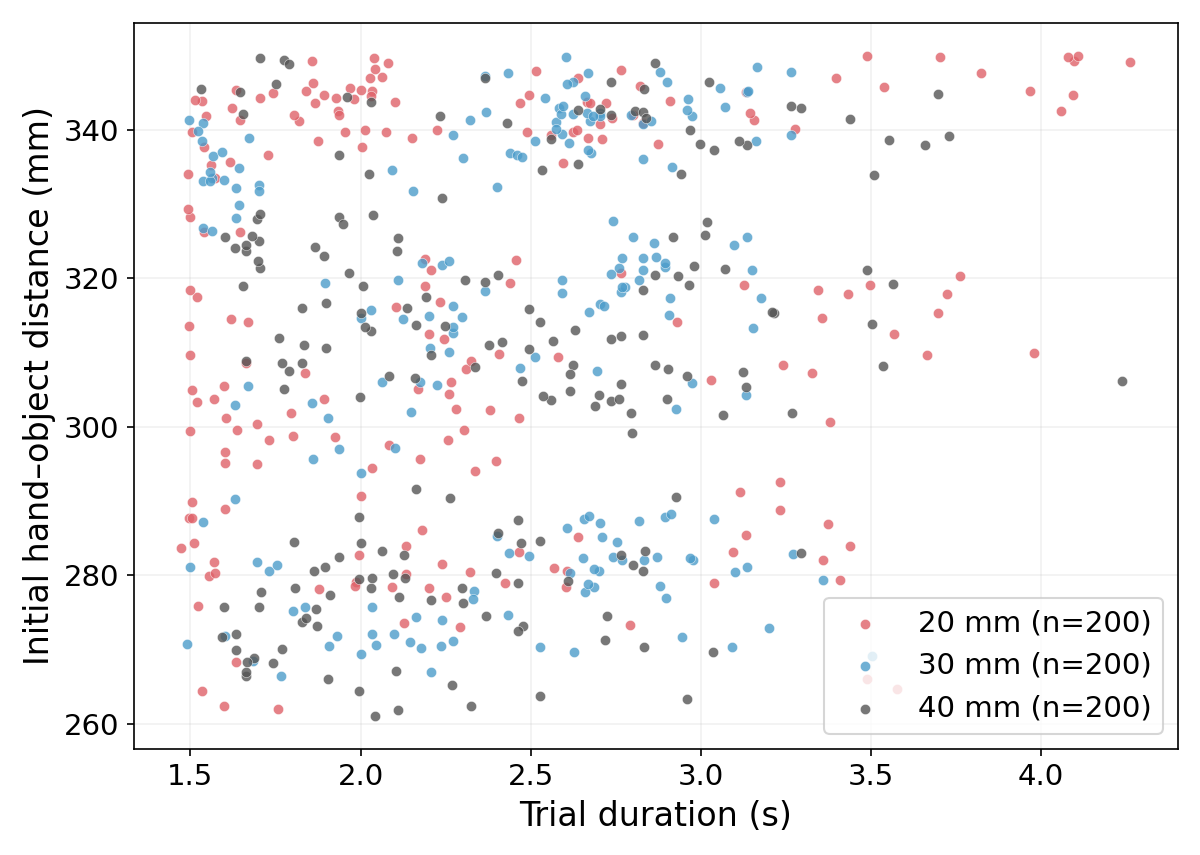 340
320
300
280
260
Initial hand–object distance (mm)
20 mm (n=200)
30 mm (n=200)
40 mm (n=200)
1.5 2.0 2.5 3.0 3.5 4.0
Trial duration (s)